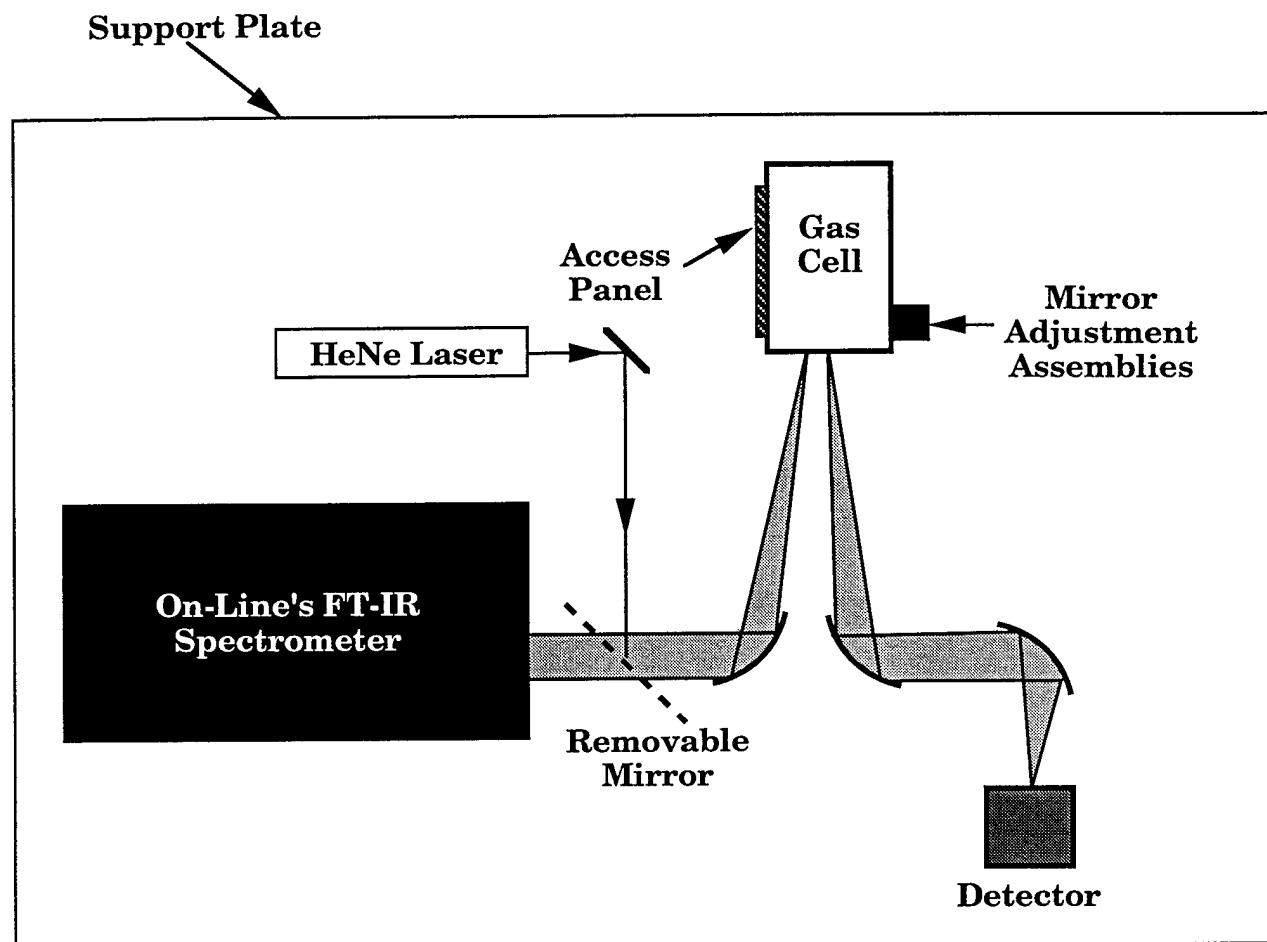 Support Plate
Gas
Cell
Access
Panel
Mirror
Adjustment
Assemblies
HeNe Laser
On-Line's FT-IR
Spectrometer
Removable
Mirror
Detector